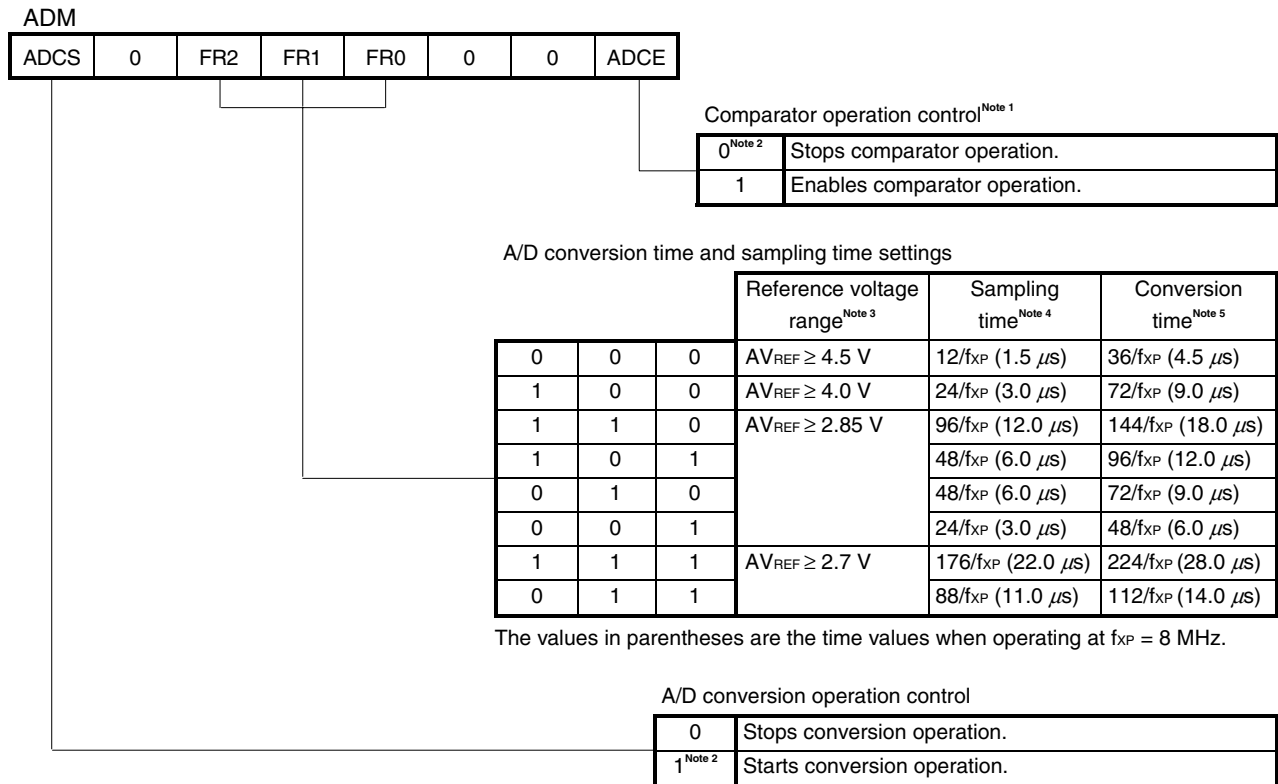 ADM
ADCS 0 FR2 FR1 FR0 0 0 ADCE
Comparator operation control Note 1
0 Note 2 Stops comparator operation.
1 Enables comparator operation.
A/D conversion time and sampling time settings
Reference voltage range Note 3 Sampling time Note 4 Conversion time Note 5
0 0 0 AVREF ≥ 4.5 V 12/fXP (1.5 μs) 36/fXP (4.5 μs)
1 0 0 AVREF ≥ 4.0 V 24/fXP (3.0 μs) 72/fXP (9.0 μs)
1 1 0 AVREF ≥ 2.85 V 96/fXP (12.0 μs) 144/fXP (18.0 μs)
1 0 1 48/fXP (6.0 μs) 96/fXP (12.0 μs)
0 1 0 48/fXP (6.0 μs) 72/fXP (9.0 μs)
0 0 1 24/fXP (3.0 μs) 48/fXP (6.0 μs)
1 1 1 AVREF ≥ 2.7 V 176/fXP (22.0 μs) 224/fXP (28.0 μs)
0 1 1 88/fXP (11.0 μs) 112/fXP (14.0 μs)
The values in parentheses are the time values when operating at fXP = 8 MHz.
A/D conversion operation control
0 Stops conversion operation.
1 Note 2 Starts conversion operation.